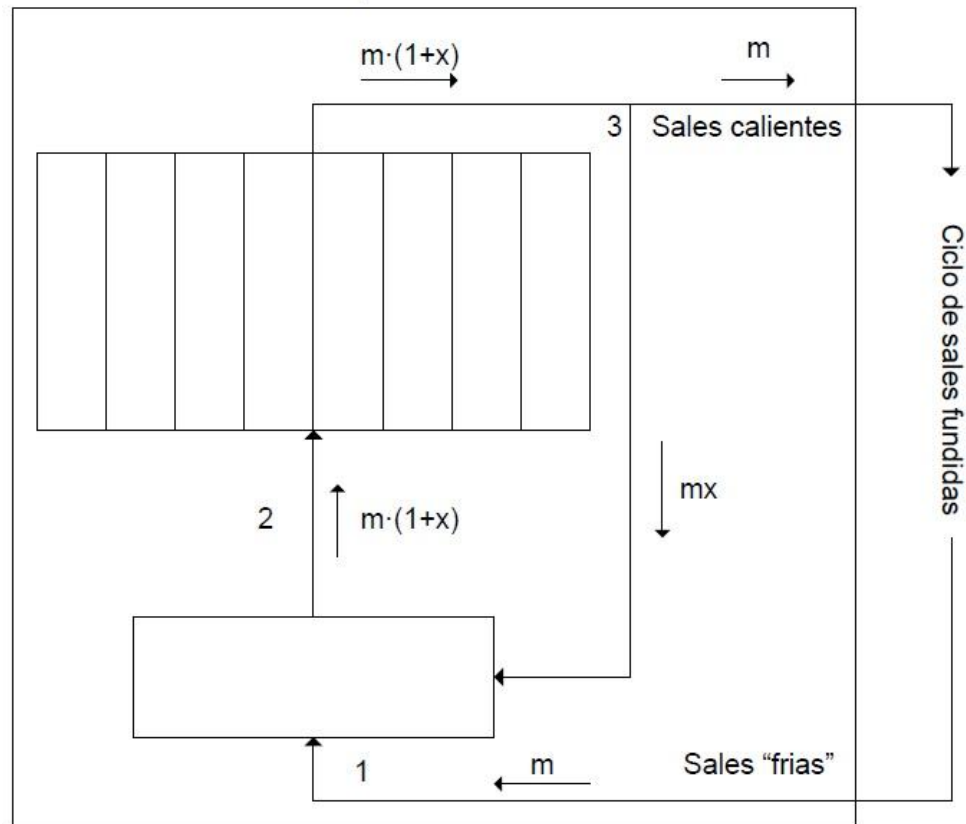 m·(1+x)
m
3
Sales calientes
Ciclo de sales fundidas
mx
2
m·(1+x)
1
m
Sales “frias”